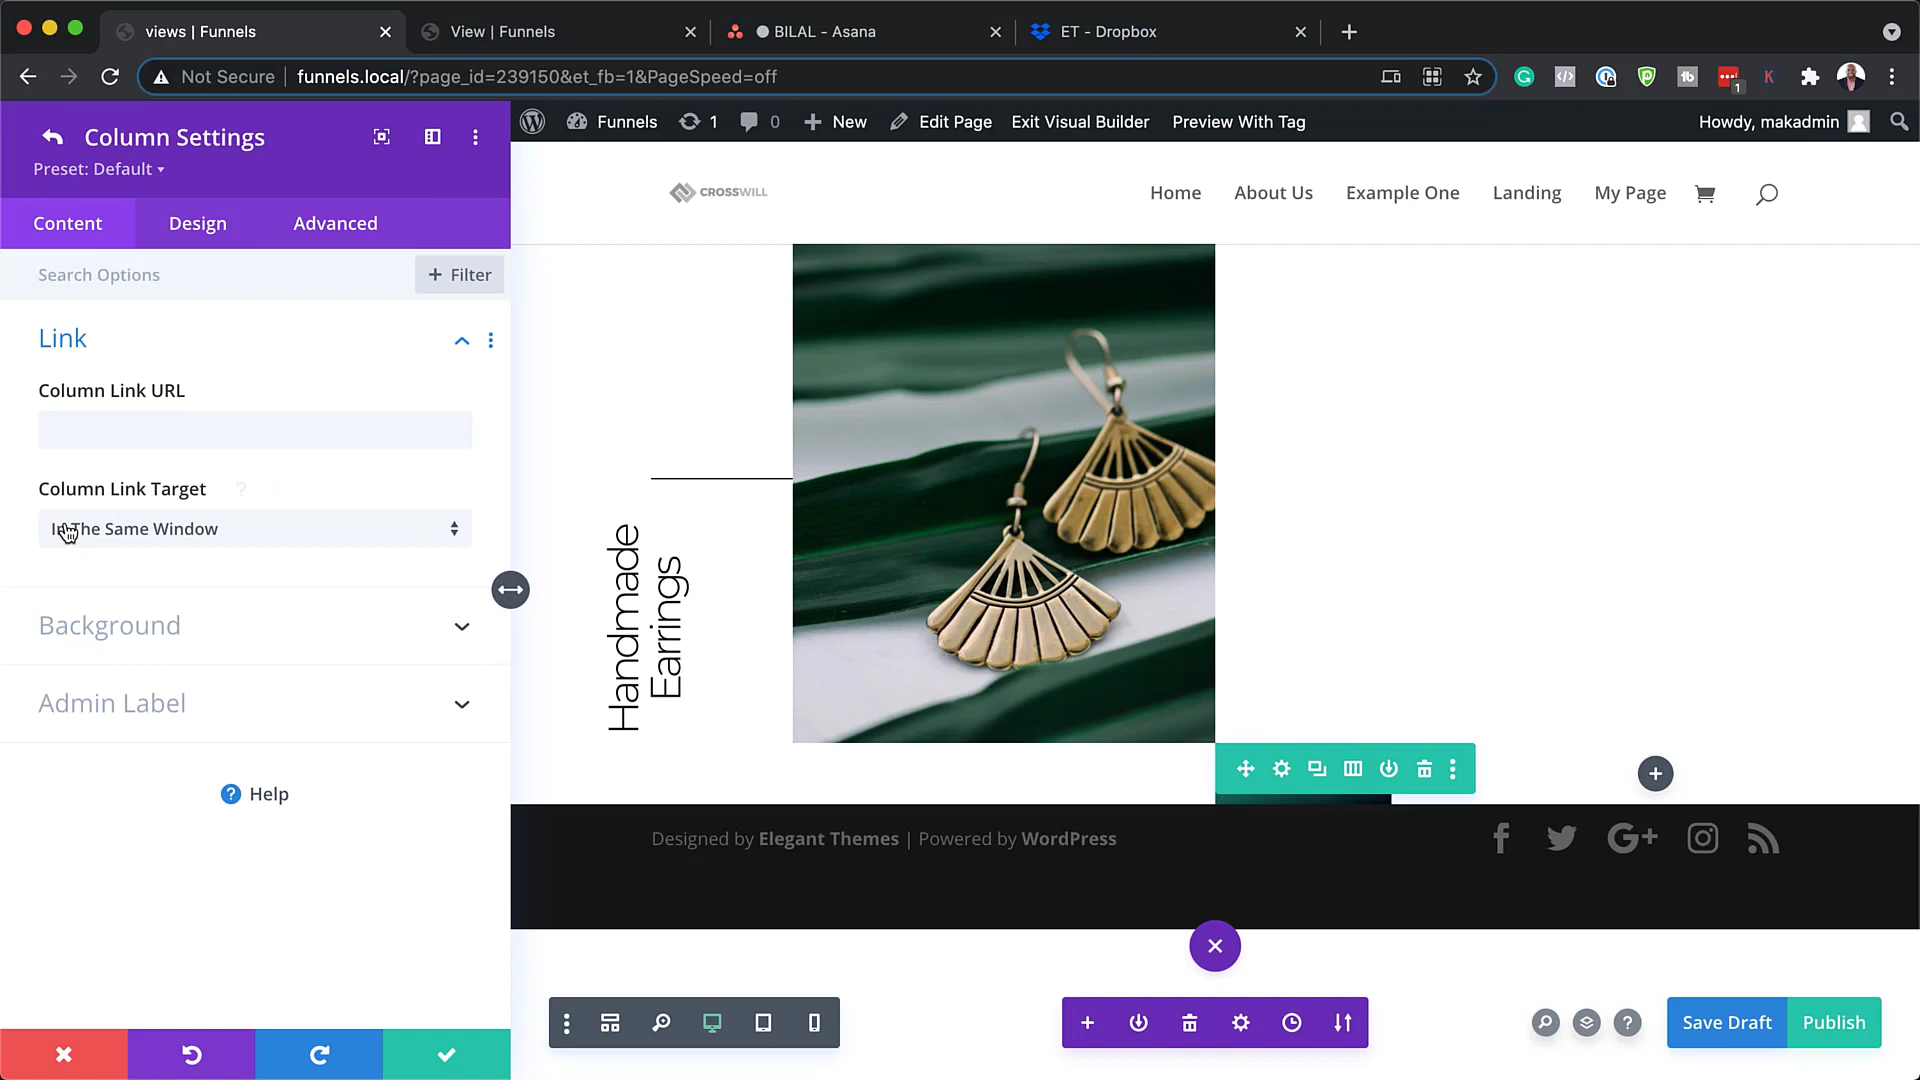 views | Funnels
View | Funnels
BILAL - Asana
ET - Dropbox
Not Secure
funnels.local/?page_id=239150&et_fb=1&PageSpeed=off
1
K
Column Settings
Preset: Default
Content
Design
Advanced
Search Options
+ Filter
Link
Column Link URL
Column Link Target
?
In The Same Window
Background
Admin Label
? Help
Funnels
1
0
New
Edit Page
Exit Visual Builder
Preview With Tag
Howdy, makadmin
CROSSWILL
Home
About Us
Example One
Landing
My Page
Handmade
Earrings
Designed by Elegant Themes | Powered by WordPress
G+
?
Save Draft
Publish